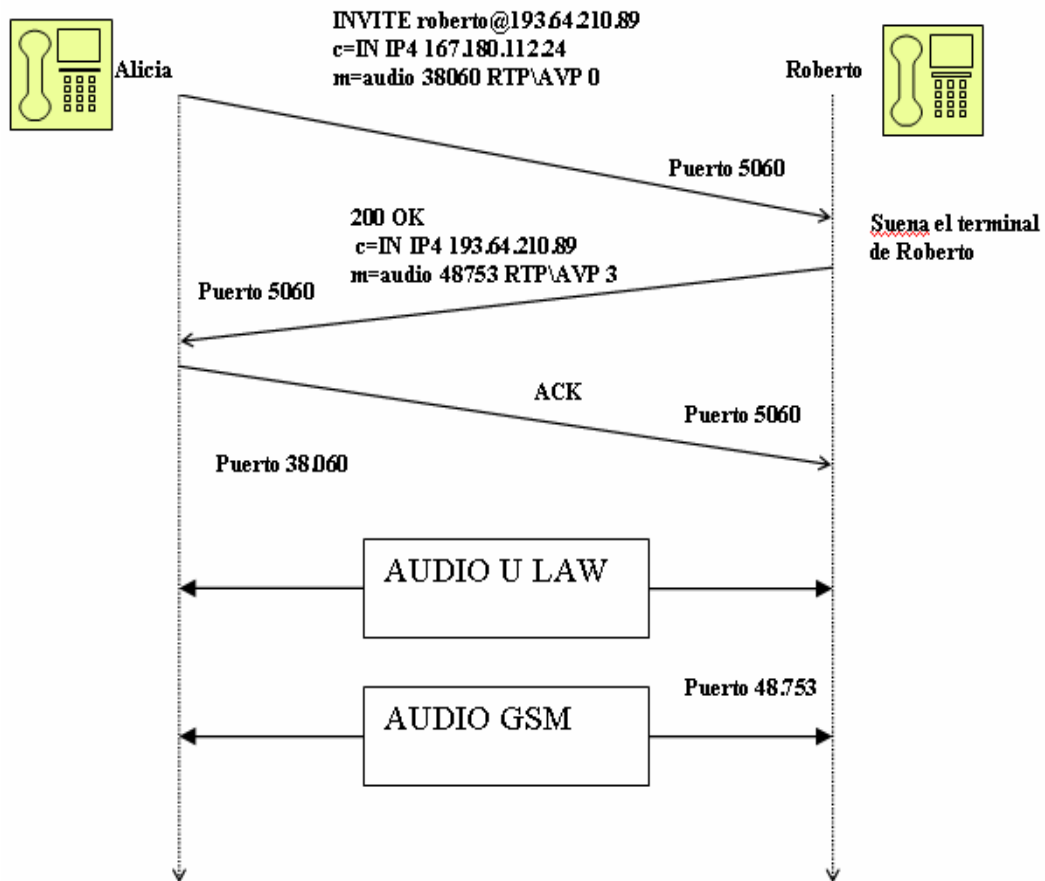 INVITE roberto@193.64.210.89
c=IN IP4 167.180.112.24
m=audio 38060 RTP\AVP 0
Alicia
Roberto
Puerto 5060
200 OK
c=IN IP4 193.64.210.89
m=audio 48753 RTP\AVP 3
Suena el terminal
de Roberto
Puerto 5060
ACK
Puerto 5060
Puerto 38.060
AUDIO U LAW
Puerto 48.753
AUDIO GSM